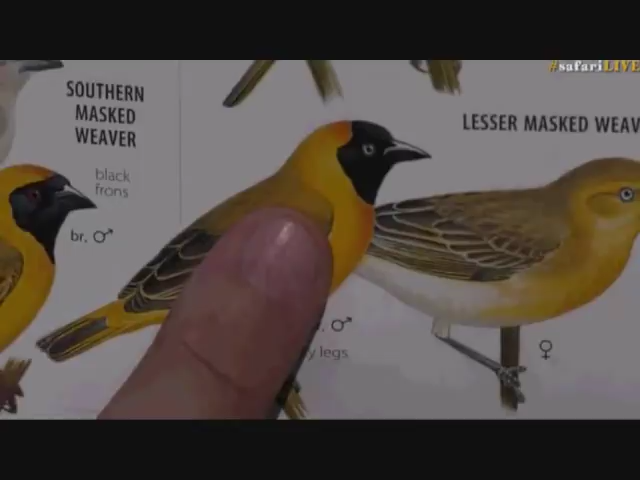 #safariLIVE
SOUTHERN
MASKED
WEAVER
LESSER MASKED WEAV
black
frons
br. ♂
♂
legs
♀